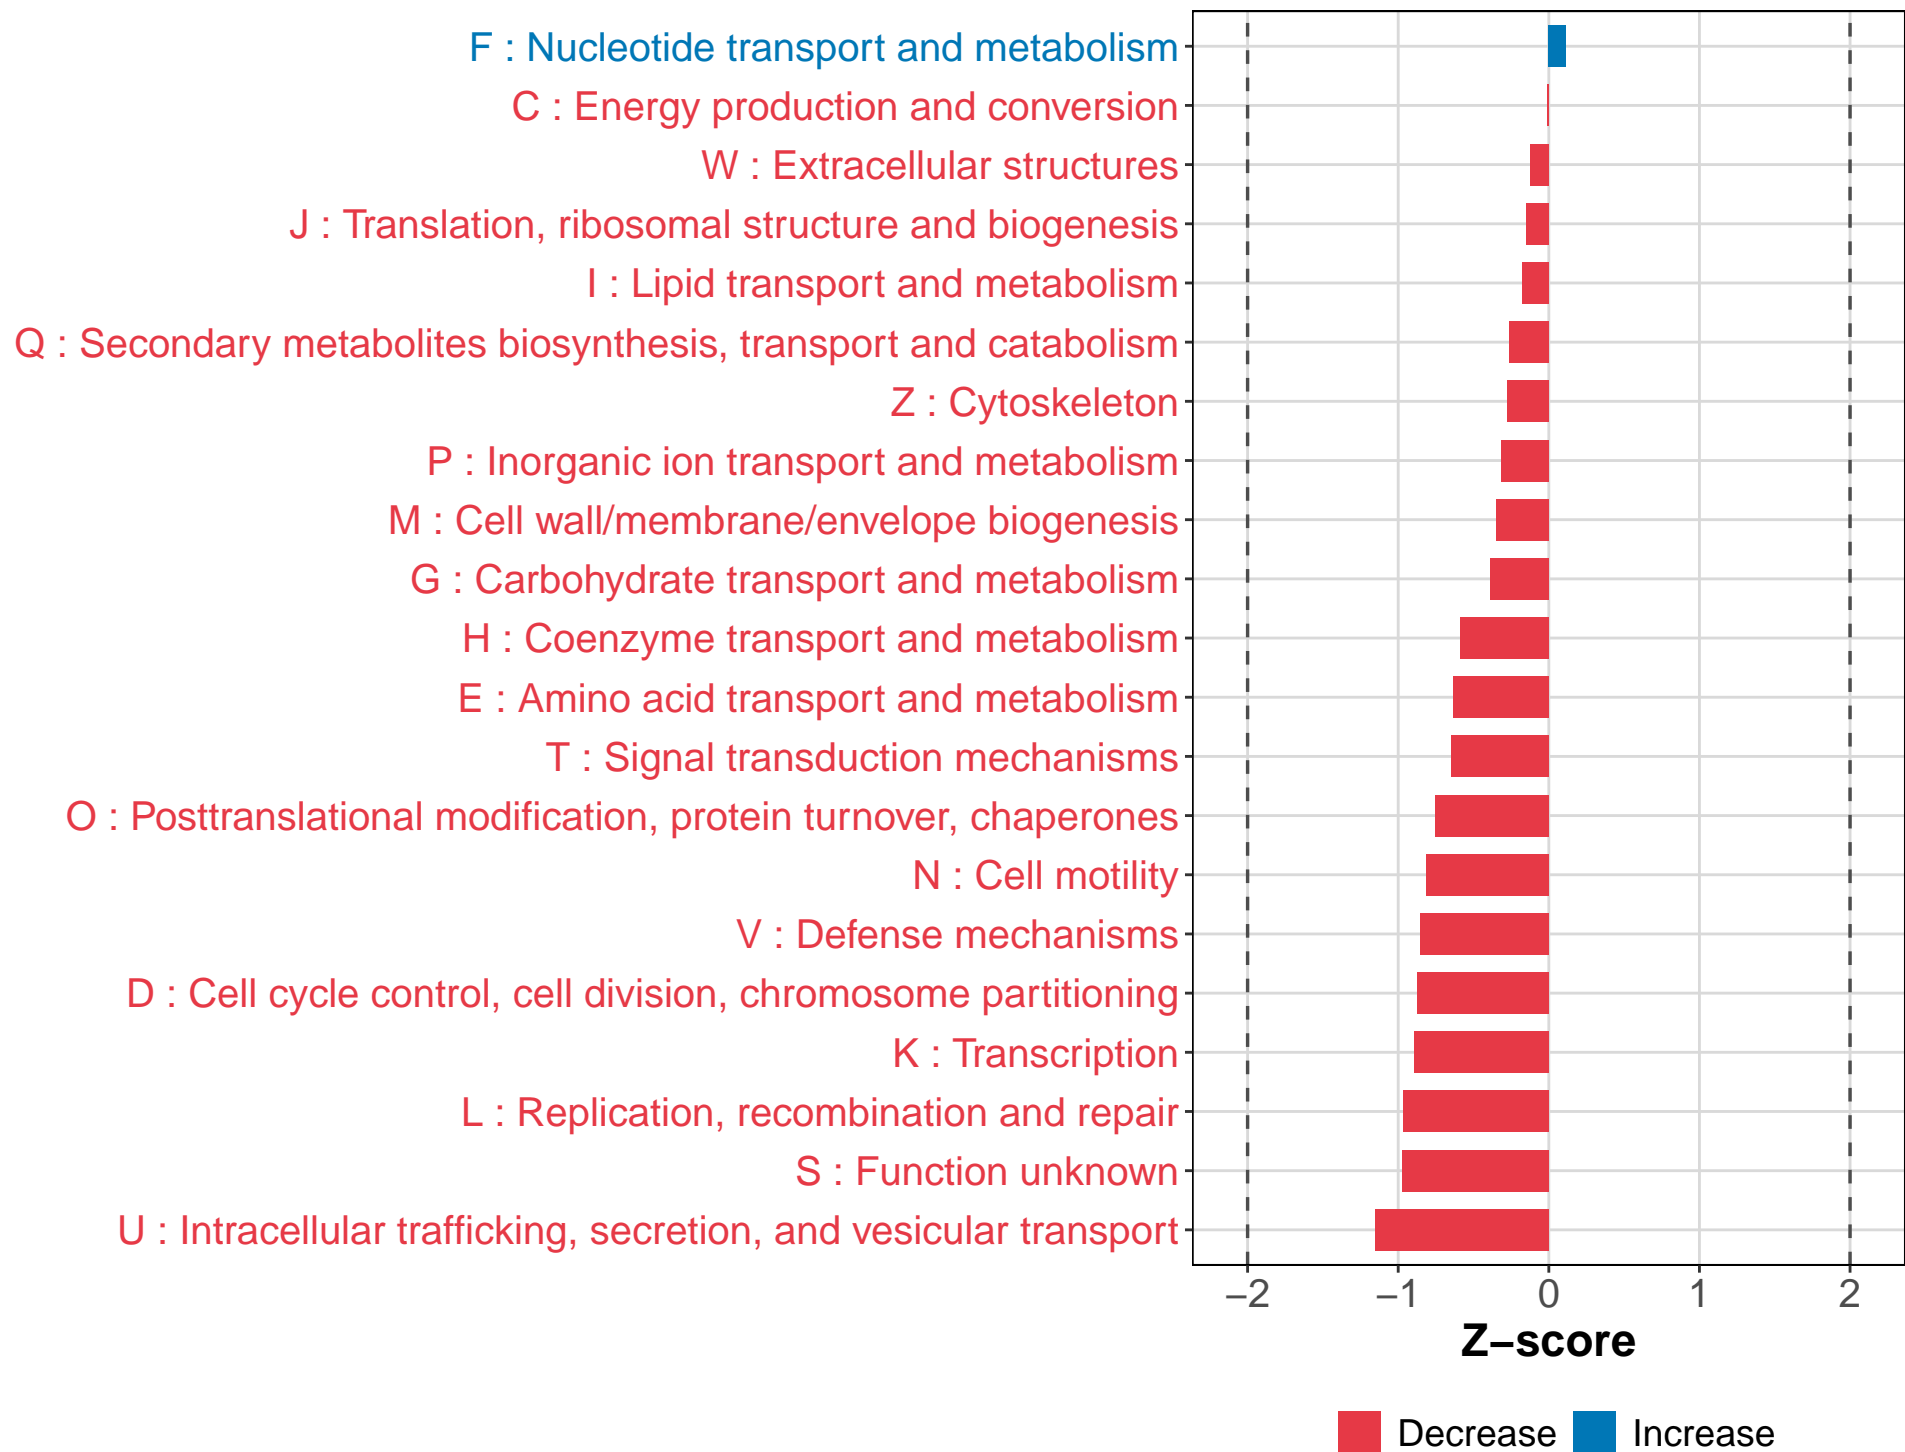 F : Nucleotide transport and metabolism
C : Energy production and conversion
W : Extracellular structures
J : Translation, ribosomal structure and biogenesis
I : Lipid transport and metabolism
Q : Secondary metabolites biosynthesis, transport and catabolism
Z : Cytoskeleton
P : Inorganic ion transport and metabolism
M : Cell wall/membrane/envelope biogenesis
G : Carbohydrate transport and metabolism
H : Coenzyme transport and metabolism
E : Amino acid transport and metabolism
T : Signal transduction mechanisms
O : Posttranslational modification, protein turnover, chaperones
N : Cell motility
V : Defense mechanisms
D : Cell cycle control, cell division, chromosome partitioning
K : Transcription
L : Replication, recombination and repair
S : Function unknown
U : Intracellular trafficking, secretion, and vesicular transport
−2 −1 0 1 2
Z−score
Decrease Increase